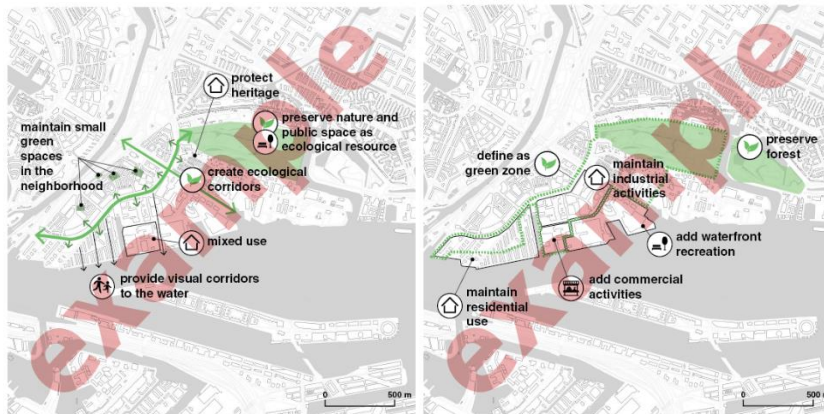 protect
heritage
maintain small
green
spaces
in the
neighborhood
preserve nature and
public space as
ecological resource
create ecological
corridors
mixed use
provide visual corridors
to the water
0 500 m
example
define as
green zone
maintain
industrial
activities
preserve
forest
add waterfront
recreation
add commercial
activities
maintain
residential
use
0 500 m
example